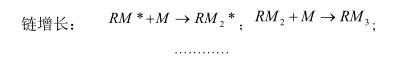 链增长： RM * + M → RM₂ * ；RM₂ + M → RM₃ ；
…………